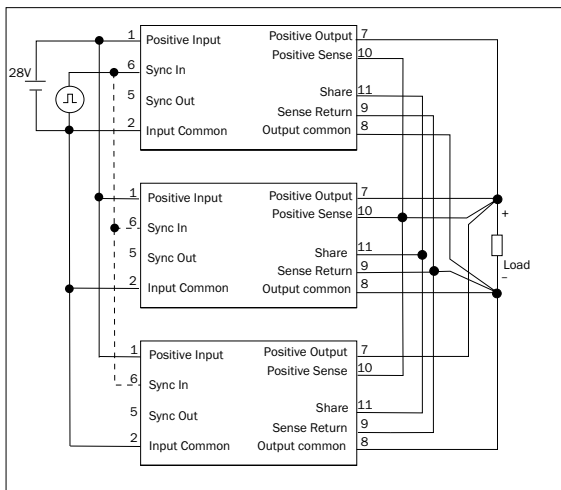 28V
1 Positive Input Positive Output 7
Positive Sense 10
6 Sync In
Share 11
5 Sync Out
Sense Return 9
2 Input Common Output common 8
1 Positive Input Positive Output 7
Positive Sense 10
6 Sync In
+
5 Sync Out
Share 11
Load
Sense Return 9
2 Input Common Output common 8
–
1 Positive Input Positive Output 7
Positive Sense 10
6 Sync In
Share 11
5 Sync Out
Sense Return 9
2 Input Common Output common 8